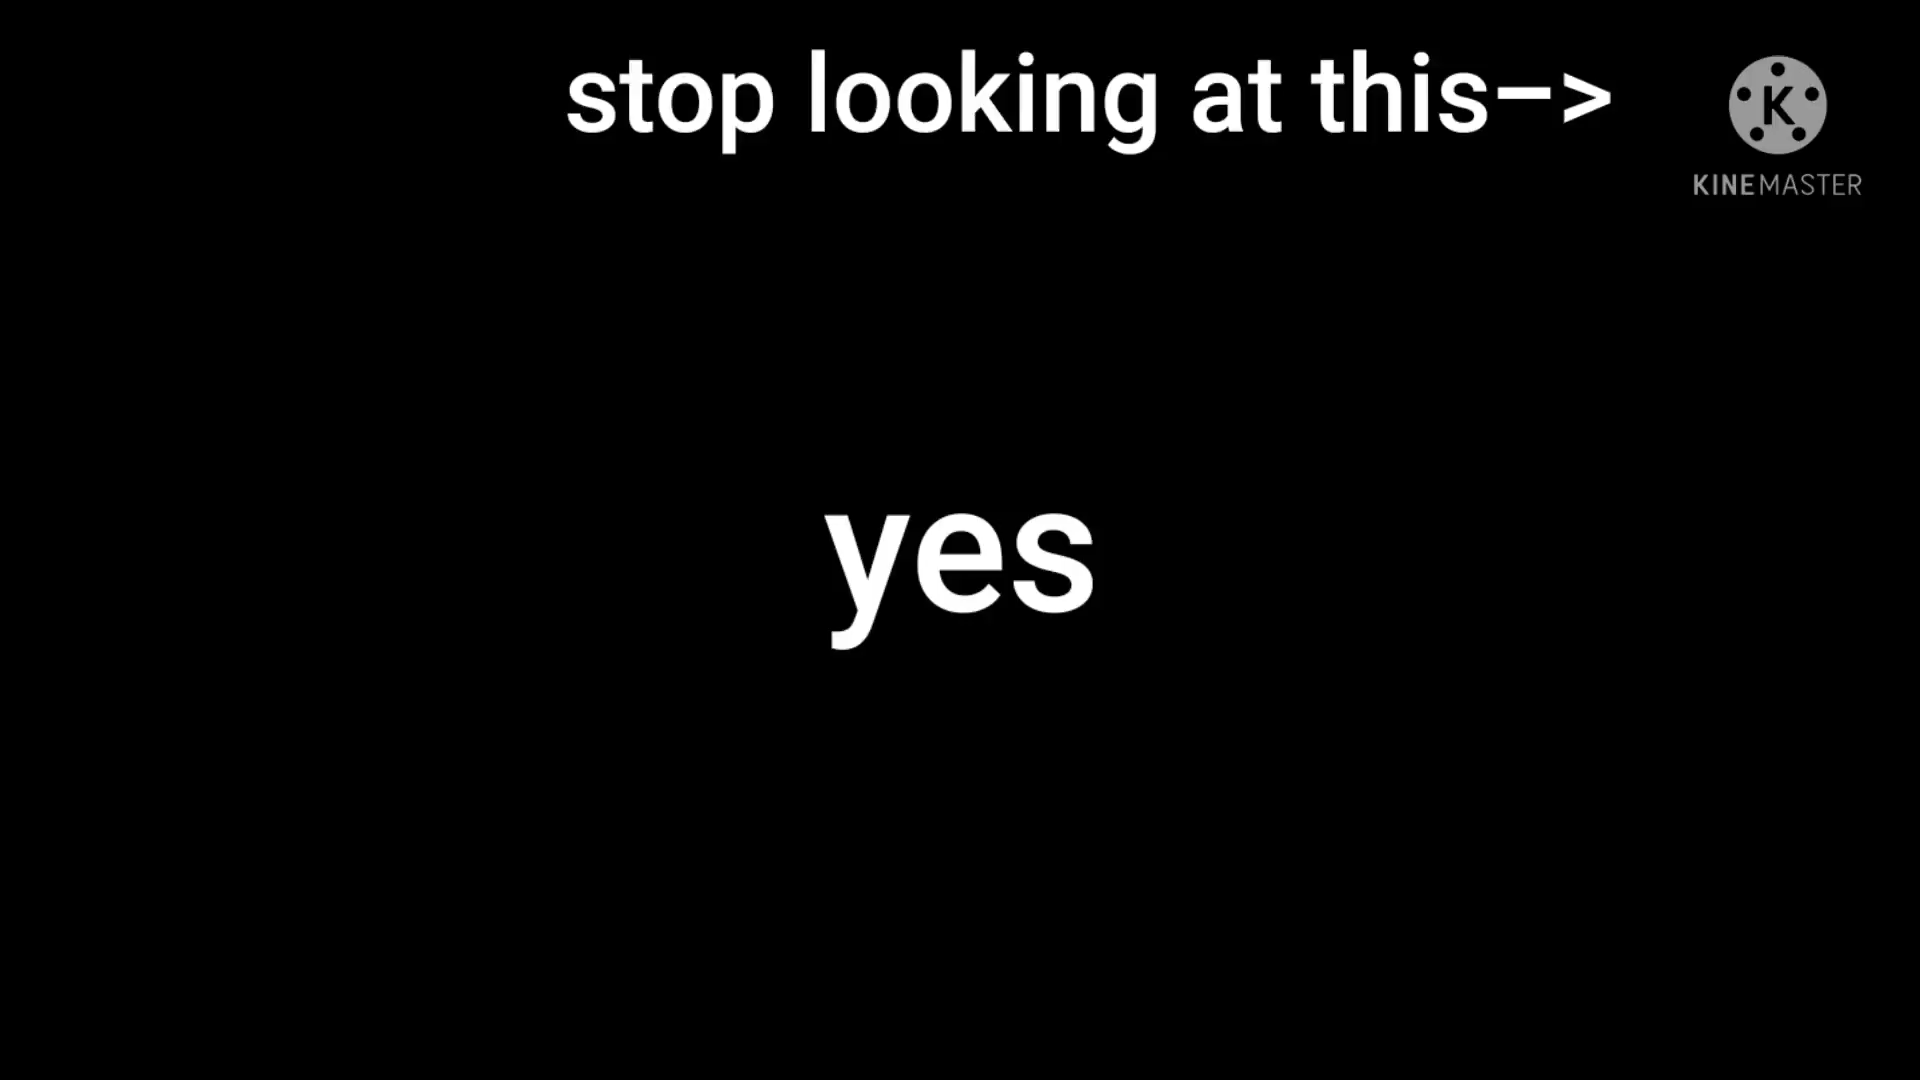 stop looking at this–>
K
KINEMASTER
yes